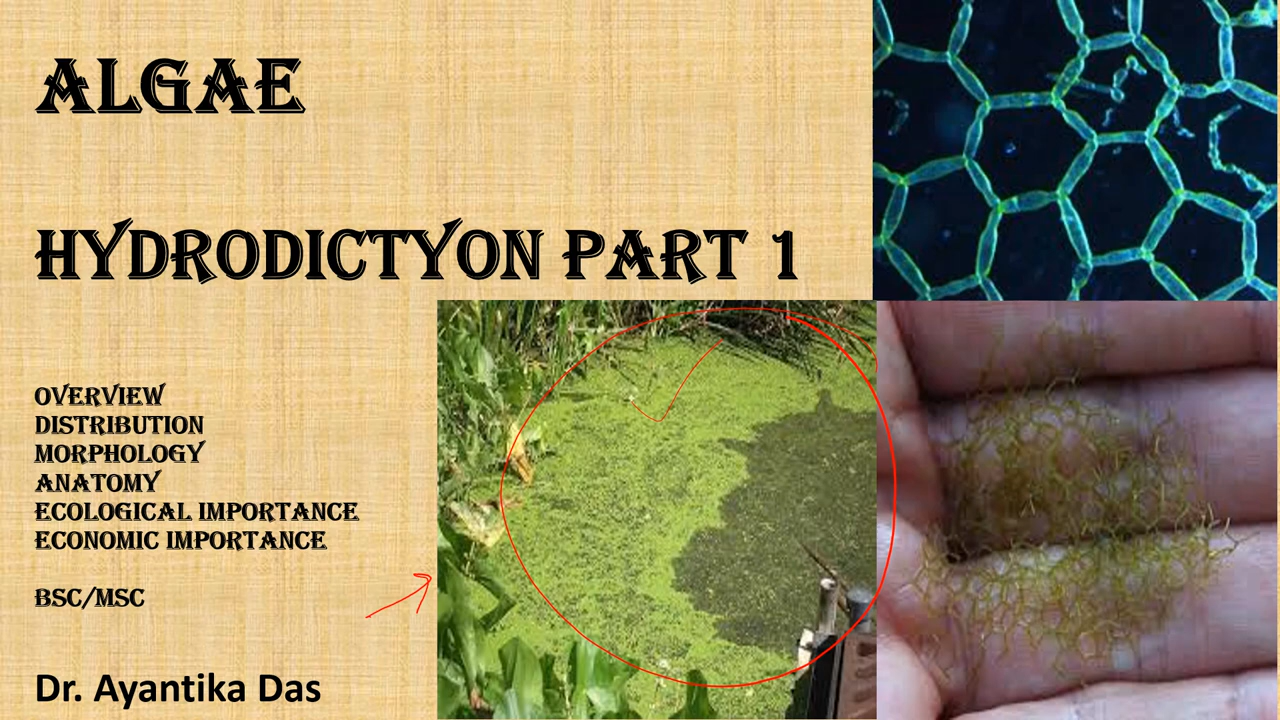 ALGAE
HYDRODICTYON PART 1
OVERVIEW
DISTRIBUTION
MORPHOLOGY
ANATOMY
ECOLOGICAL IMPORTANCE
ECONOMIC IMPORTANCE
BSC/MSC
Dr. Ayantika Das